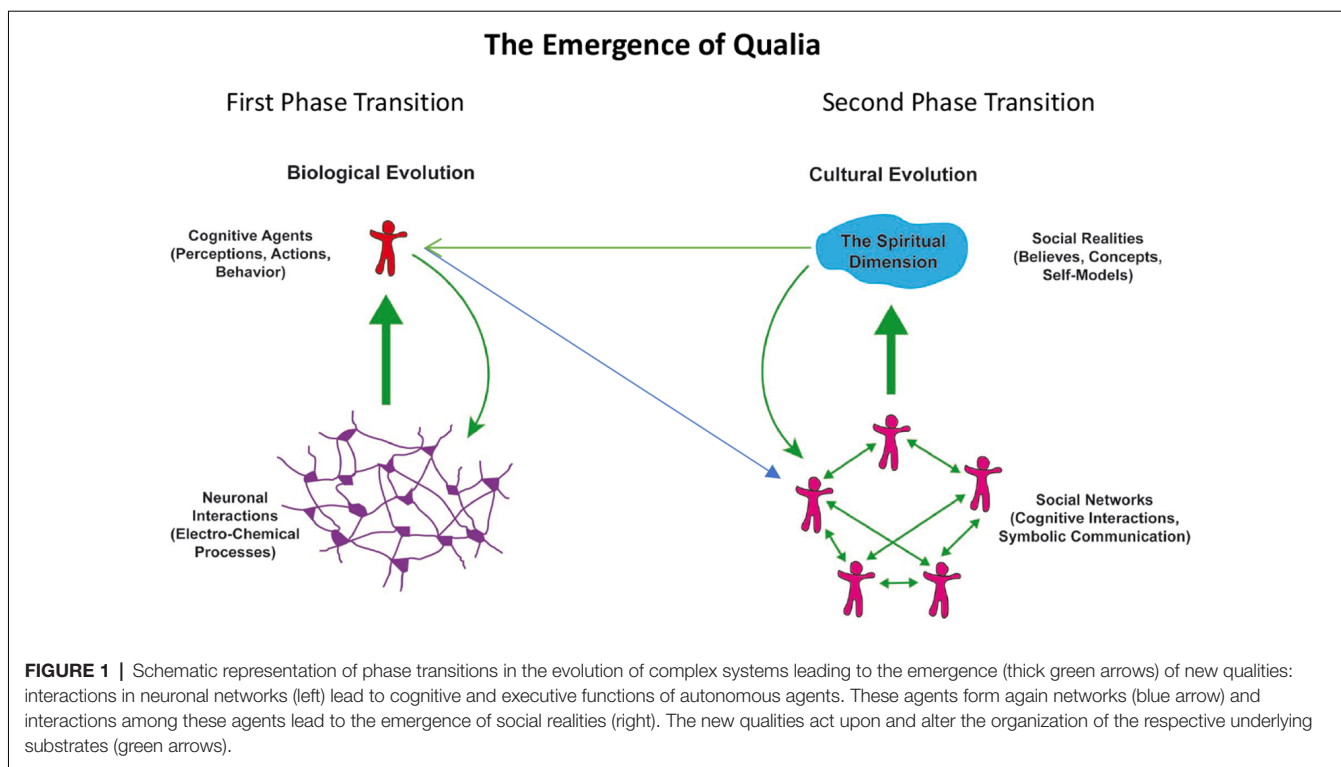 The Emergence of Qualia
First Phase Transition
Second Phase Transition
Biological Evolution
Cultural Evolution
Cognitive Agents
(Perceptions, Actions,
Behavior)
The Spiritual
Dimension
Social Realities
(Believes, Concepts,
Self-Models)
Neuronal
Interactions
(Electro-Chemical
Processes)
Social Networks
(Cognitive Interactions,
Symbolic Communication)
FIGURE 1 | Schematic representation of phase transitions in the evolution of complex systems leading to the emergence (thick green arrows) of new qualities:
interactions in neuronal networks (left) lead to cognitive and executive functions of autonomous agents. These agents form again networks (blue arrow) and
interactions among these agents lead to the emergence of social realities (right). The new qualities act upon and alter the organization of the respective underlying
substrates (green arrows).